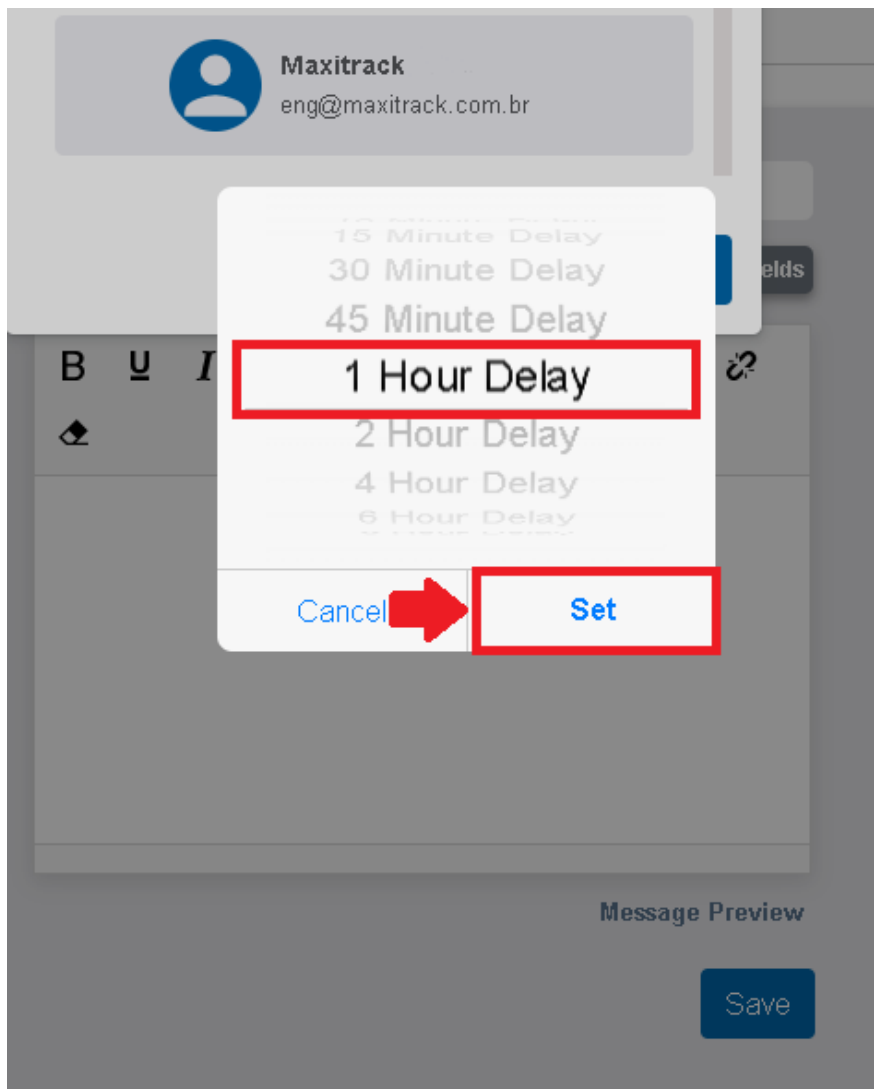 Maxitrack
eng@maxitrack.com.br
15 Minute Delay
30 Minute Delay
elds
45 Minute Delay
B U I
1 Hour Delay
2 Hour Delay
4 Hour Delay
6 Hour Delay
Cancel
Set
Message Preview
Save